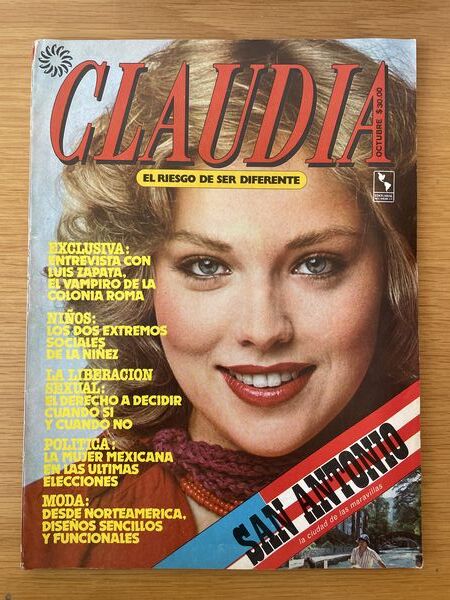 CLAUDIA
OCTUBRE $30.00
EL RIESGO DE SER DIFERENTE
EXCLUSIVA:
ENTREVISTA CON
LUIS ZAPATA,
EL VAMPIRO DE LA
COLONIA ROMA
NIÑOS:
LOS DOS EXTREMOS
SOCIALES
DE LA NIÑEZ
LA LIBERACION
SEXUAL:
EL DERECHO A DECIDIR
CUANDO SI
Y CUANDO NO
POLITICA:
LA MUJER MEXICANA
EN LAS ULTIMAS
ELECCIONES
MODA:
DESDE NORTEAMERICA,
DISEÑOS SENCILLOS
Y FUNCIONALES
SAN ANTONIO
la ciudad de las maravillas